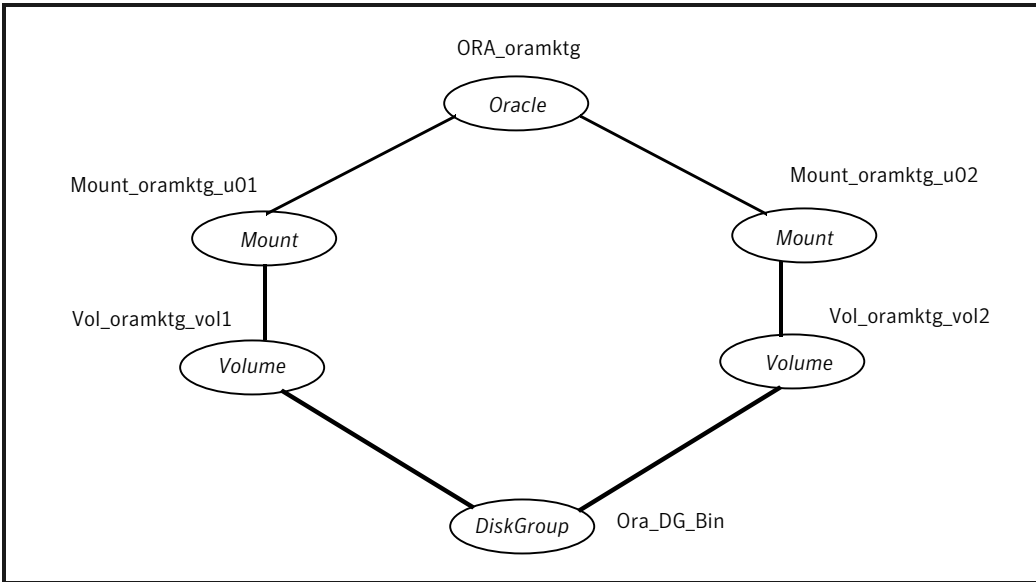 ORA_oramktg
Oracle
Mount_oramktg_u01
Mount_oramktg_u02
Mount
Mount
Vol_oramktg_vol1
Vol_oramktg_vol2
Volume
Volume
DiskGroup
Ora_DG_Bin